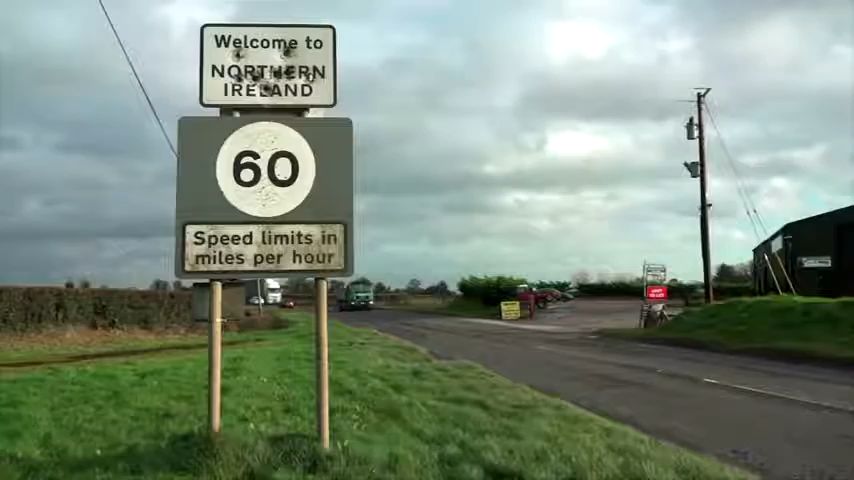 Welcome to
NORTHERN
IRELAND
60
Speed limits in
miles per hour